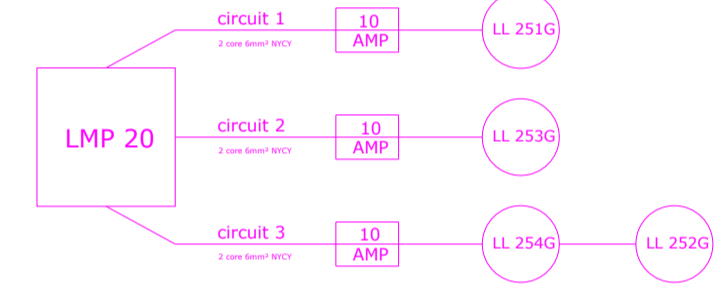 circuit 1
2 core 6mm² NYCY
10
AMP
LL 251G
LMP 20
circuit 2
2 core 6mm² NYCY
10
AMP
LL 253G
circuit 3
2 core 6mm² NYCY
10
AMP
LL 254G
LL 252G